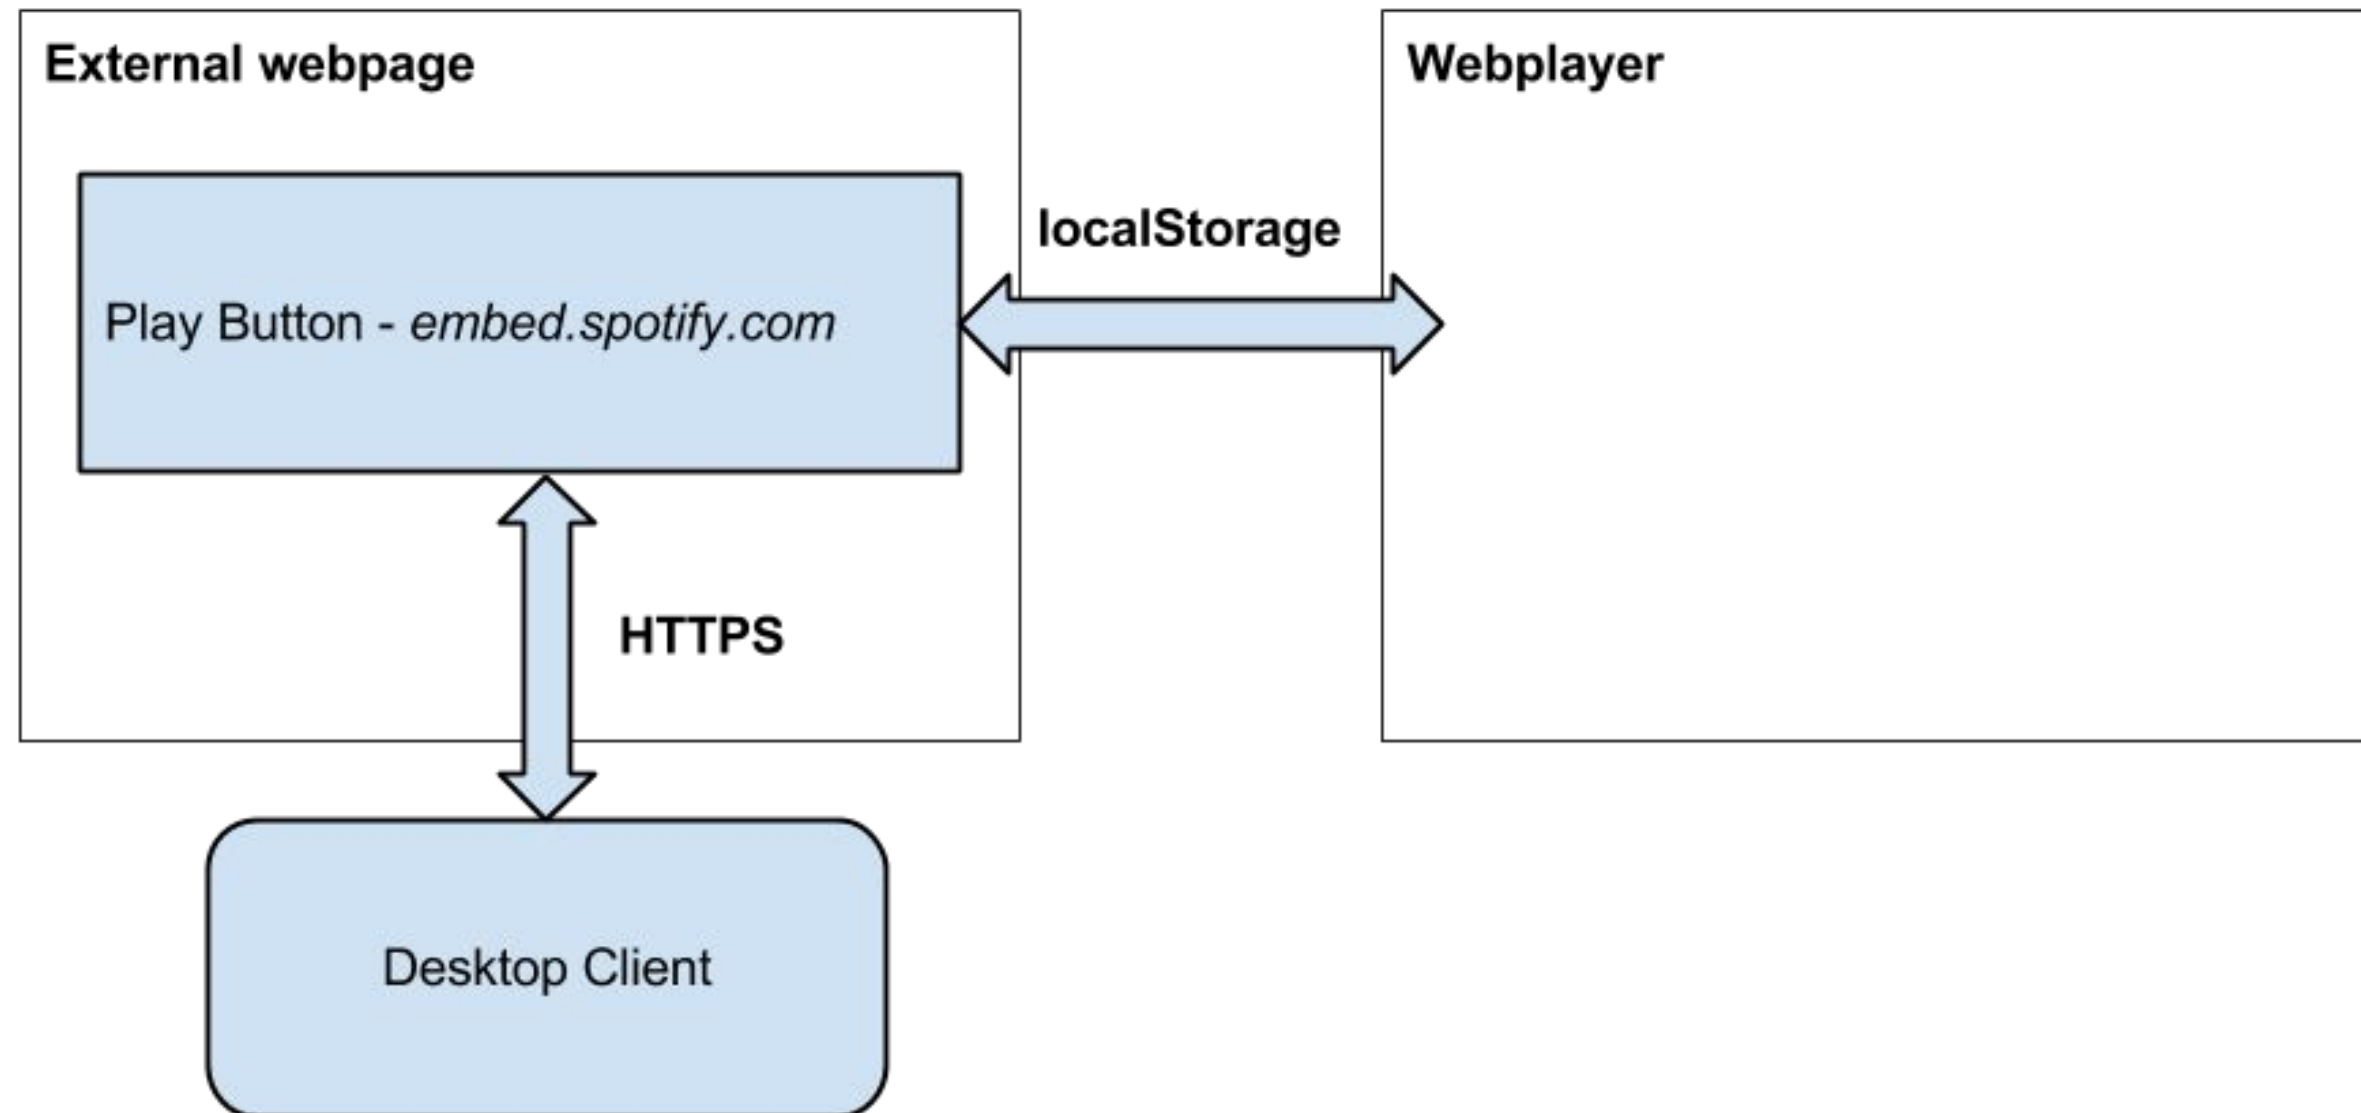 External webpage
Webplayer
localStorage
Play Button - embed.spotify.com
HTTPS
Desktop Client